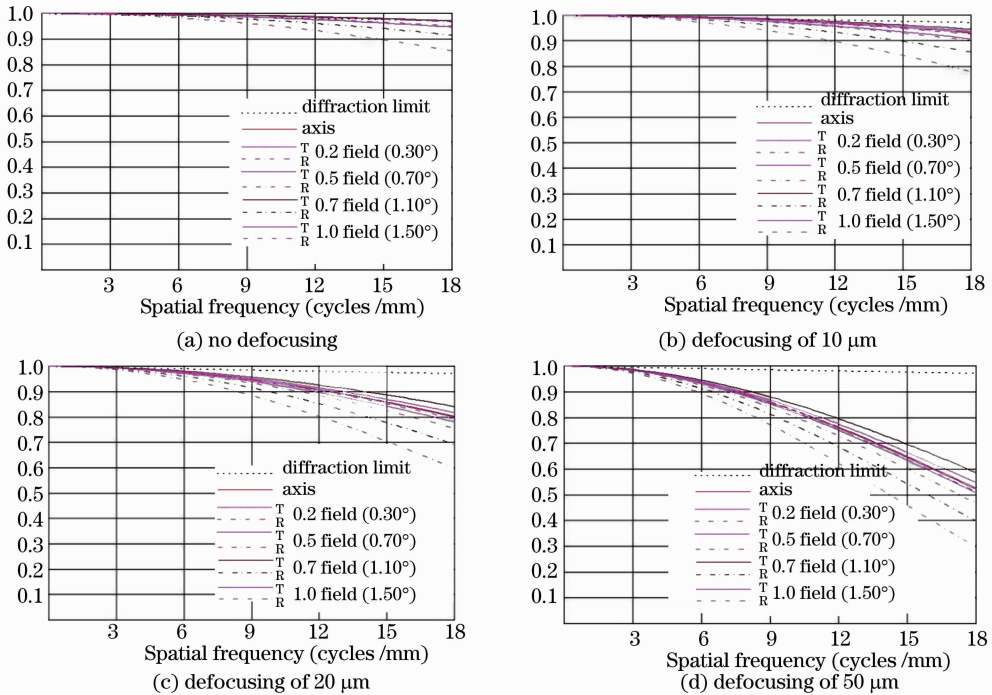 1.0
0.9
0.8
0.7
0.6
0.5
0.4
0.3
0.2
0.1
diffraction limit
axis
T
R 0.2 field (0.30°)
T
R 0.5 field (0.70°)
T
R 0.7 field (1.10°)
T
R 1.0 field (1.50°)
3 6 9 12 15 18
Spatial frequency (cycles /mm)
(a) no defocusing
1.0
0.9
0.8
0.7
0.6
0.5
0.4
0.3
0.2
0.1
diffraction limit
axis
T
R 0.2 field (0.30°)
T
R 0.5 field (0.70°)
T
R 0.7 field (1.10°)
T
R 1.0 field (1.50°)
3 6 9 12 15 18
Spatial frequency (cycles /mm)
(b) defocusing of 10 μm
1.0
0.9
0.8
0.7
0.6
0.5
0.4
0.3
0.2
0.1
diffraction limit
axis
T
R 0.2 field (0.30°)
T
R 0.5 field (0.70°)
T
R 0.7 field (1.10°)
T
R 1.0 field (1.50°)
3 6 9 12 15 18
Spatial frequency (cycles /mm)
(c) defocusing of 20 μm
1.0
0.9
0.8
0.7
0.6
0.5
0.4
0.3
0.2
0.1
diffraction limit
axis
T
R 0.2 field (0.30°)
T
R 0.5 field (0.70°)
T
R 0.7 field (1.10°)
T
R 1.0 field (1.50°)
3 6 9 12 15 18
Spatial frequency (cycles /mm)
(d) defocusing of 50 μm